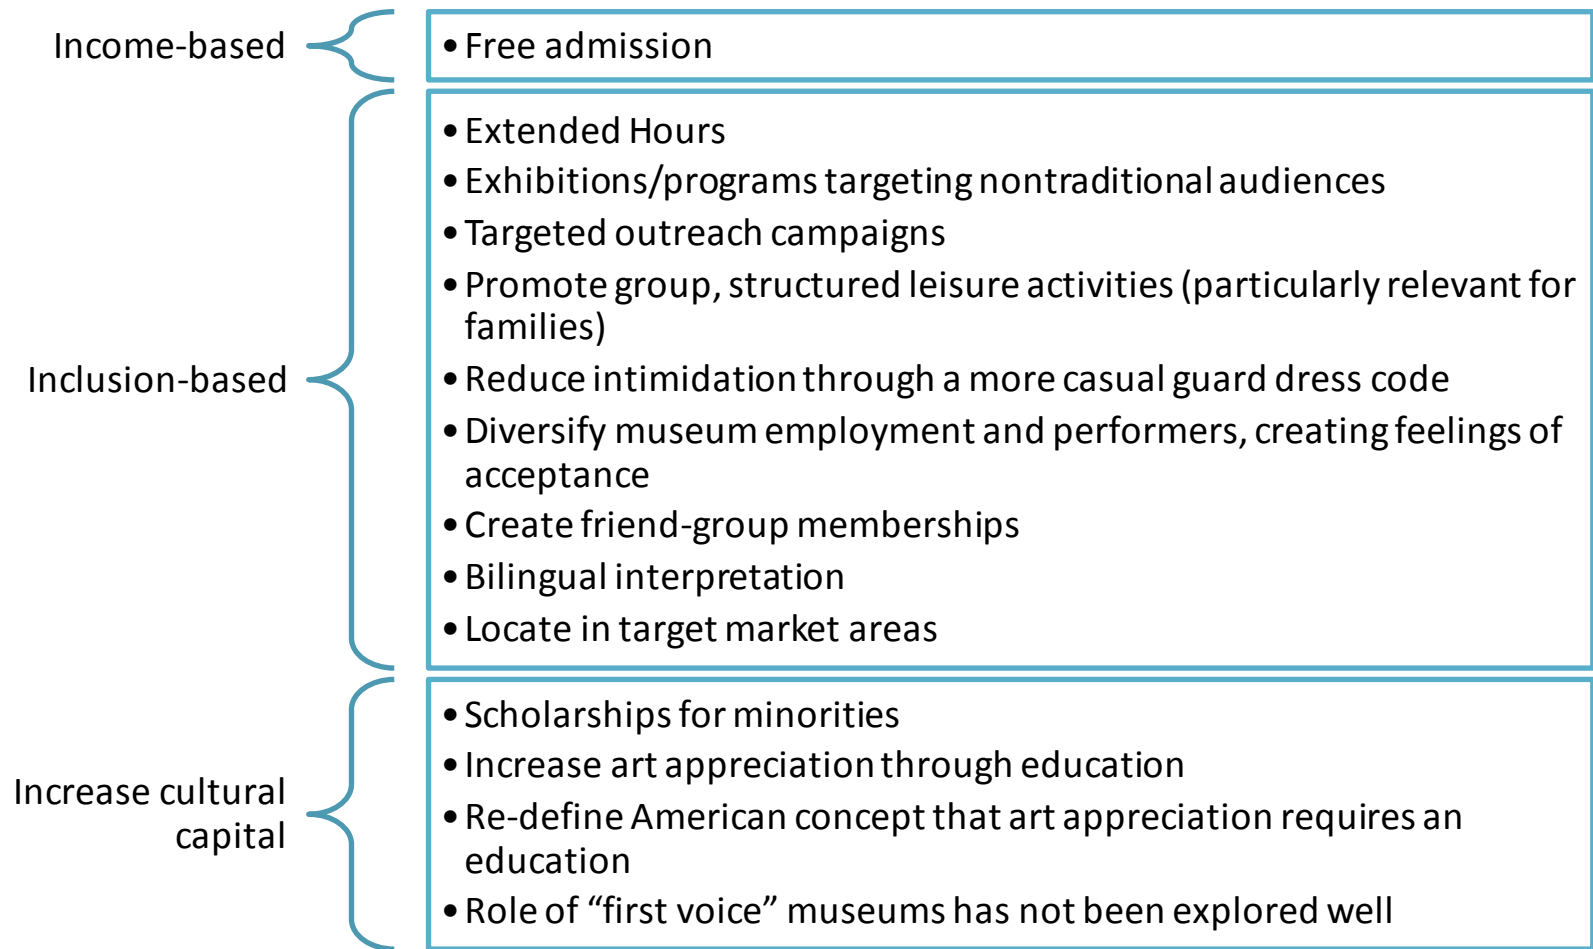 Income-based
• Free admission
Inclusion-based
• Extended Hours
• Exhibitions/programs targeting nontraditional audiences
• Targeted outreach campaigns
• Promote group, structured leisure activities (particularly relevant for
families)
• Reduce intimidation through a more casual guard dress code
• Diversify museum employment and performers, creating feelings of
acceptance
• Create friend-group memberships
• Bilingual interpretation
• Locate in target market areas
Increase cultural
capital
• Scholarships for minorities
• Increase art appreciation through education
• Re-define American concept that art appreciation requires an
education
• Role of “first voice” museums has not been explored well